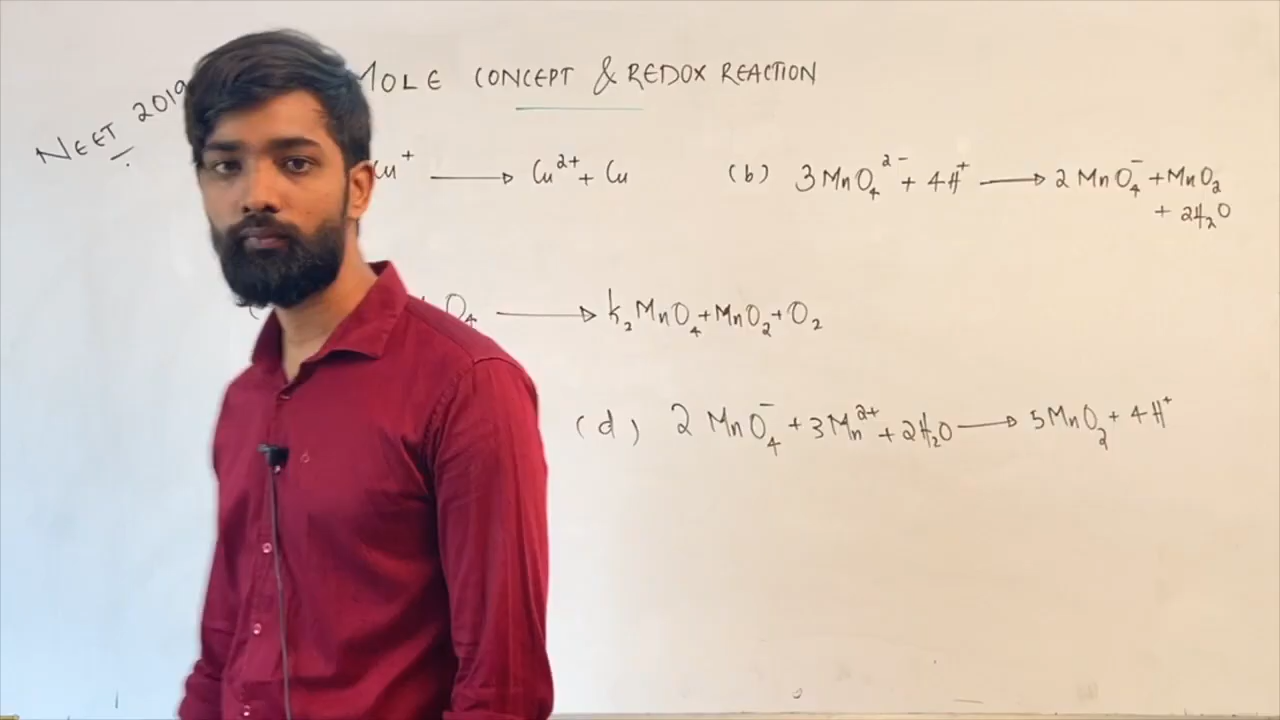 NEET 2019
MOLE CONCEPT & REDOX REACTION
Cu⁺ → Cu²⁺ + Cu
(b) 3MnO₄²⁻ + 4H⁺ → 2MnO₄⁻ + MnO₂
+ 2H₂O
O₄ → K₂MnO₄ + MnO₂ + O₂
(d) 2MnO₄⁻ + 3Mn²⁺ + 2H₂O → 5MnO₂ + 4H⁺